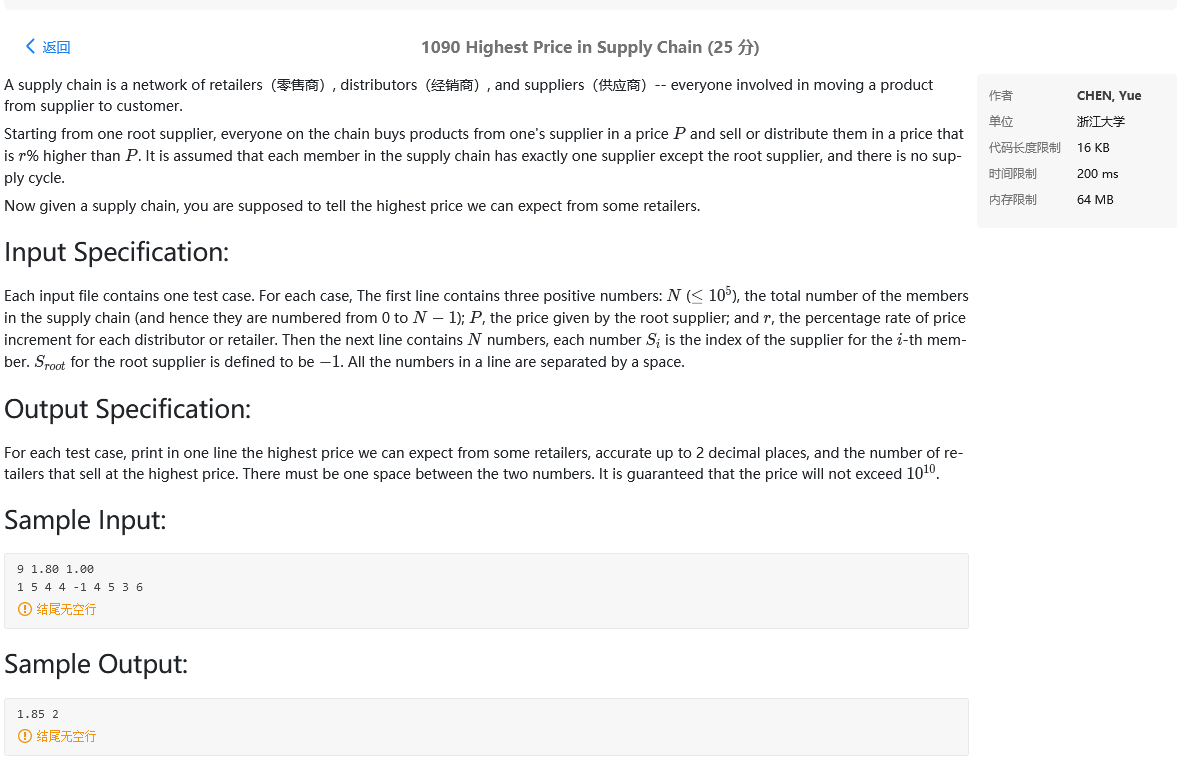 返回
1090 Highest Price in Supply Chain (25 分)
A supply chain is a network of retailers（零售商）, distributors（经销商）, and suppliers（供应商）-- everyone involved in moving a product
from supplier to customer.
Starting from one root supplier, everyone on the chain buys products from one's supplier in a price P and sell or distribute them in a price that
is r% higher than P. It is assumed that each member in the supply chain has exactly one supplier except the root supplier, and there is no sup-
ply cycle.
Now given a supply chain, you are supposed to tell the highest price we can expect from some retailers.
作者 CHEN, Yue
单位 浙江大学
代码长度限制 16 KB
时间限制 200 ms
内存限制 64 MB
Input Specification:
Each input file contains one test case. For each case, The first line contains three positive numbers: N (≤ 10⁵), the total number of the members
in the supply chain (and hence they are numbered from 0 to N − 1); P, the price given by the root supplier; and r, the percentage rate of price
increment for each distributor or retailer. Then the next line contains N numbers, each number Sᵢ is the index of the supplier for the i-th mem-
ber. S_root for the root supplier is defined to be −1. All the numbers in a line are separated by a space.
Output Specification:
For each test case, print in one line the highest price we can expect from some retailers, accurate up to 2 decimal places, and the number of re-
tailers that sell at the highest price. There must be one space between the two numbers. It is guaranteed that the price will not exceed 10¹⁰.
Sample Input:
9 1.80 1.00
1 5 4 4 -1 4 5 3 6
结尾无空行
Sample Output:
1.85 2
结尾无空行